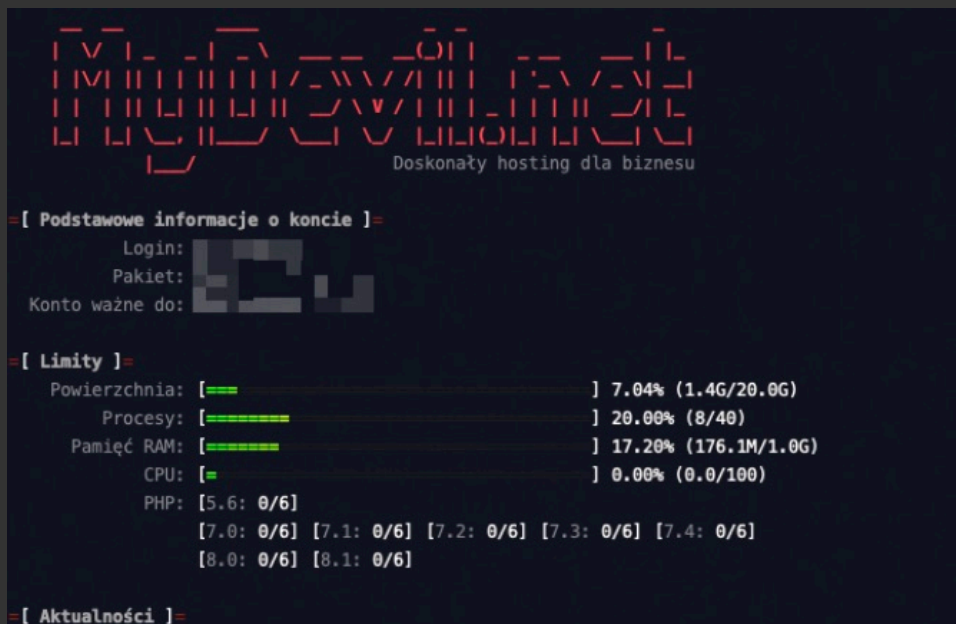 MyDevil.net
Doskonały hosting dla biznesu
=[ Podstawowe informacje o koncie ]=
Login:
Pakiet:
Konto ważne do:
=[ Limity ]=
Powierzchnia: [===] 7.04% (1.4G/20.0G)
Procesy: [========] 20.00% (8/40)
Pamięć RAM: [=======] 17.20% (176.1M/1.0G)
CPU: [=] 0.00% (0.0/100)
PHP: [5.6: 0/6]
[7.0: 0/6] [7.1: 0/6] [7.2: 0/6] [7.3: 0/6] [7.4: 0/6]
[8.0: 0/6] [8.1: 0/6]
=[ Aktualności ]=